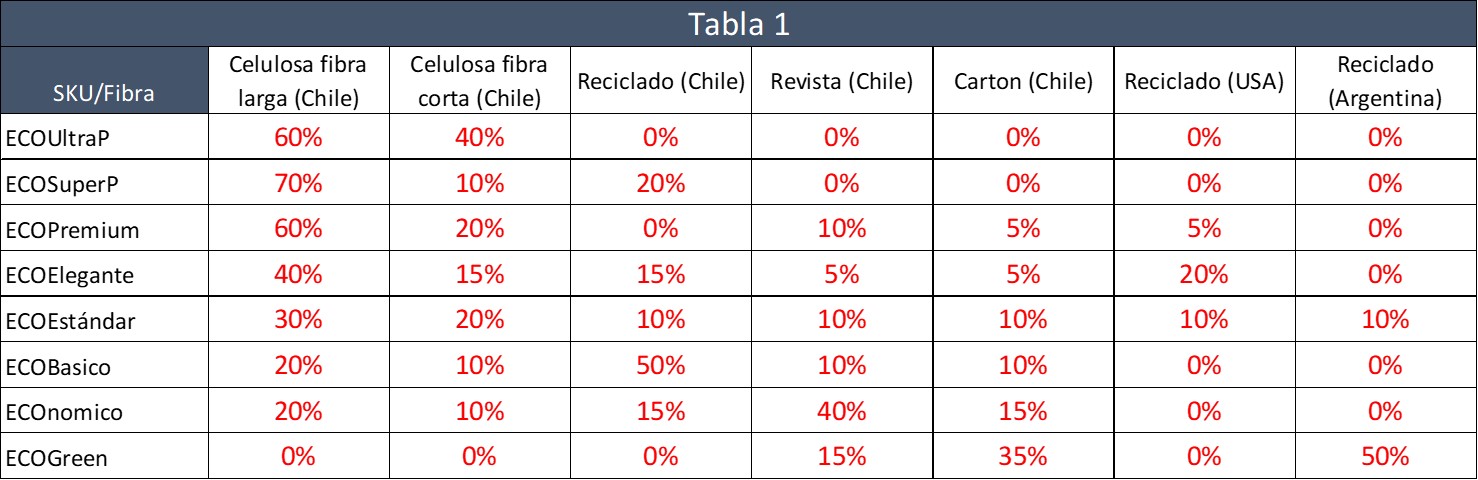 Tabla 1
SKU/Fibra Celulosa fibra larga (Chile) Celulosa fibra corta (Chile) Reciclado (Chile) Revista (Chile) Carton (Chile) Reciclado (USA) Reciclado (Argentina)
ECOUltraP 60% 40% 0% 0% 0% 0% 0%
ECOSuperP 70% 10% 20% 0% 0% 0% 0%
ECOPremium 60% 20% 0% 10% 5% 5% 0%
ECOElegante 40% 15% 15% 5% 5% 20% 0%
ECOEstándar 30% 20% 10% 10% 10% 10% 10%
ECOBasico 20% 10% 50% 10% 10% 0% 0%
ECOnomico 20% 10% 15% 40% 15% 0% 0%
ECOGreen 0% 0% 0% 15% 35% 0% 50%